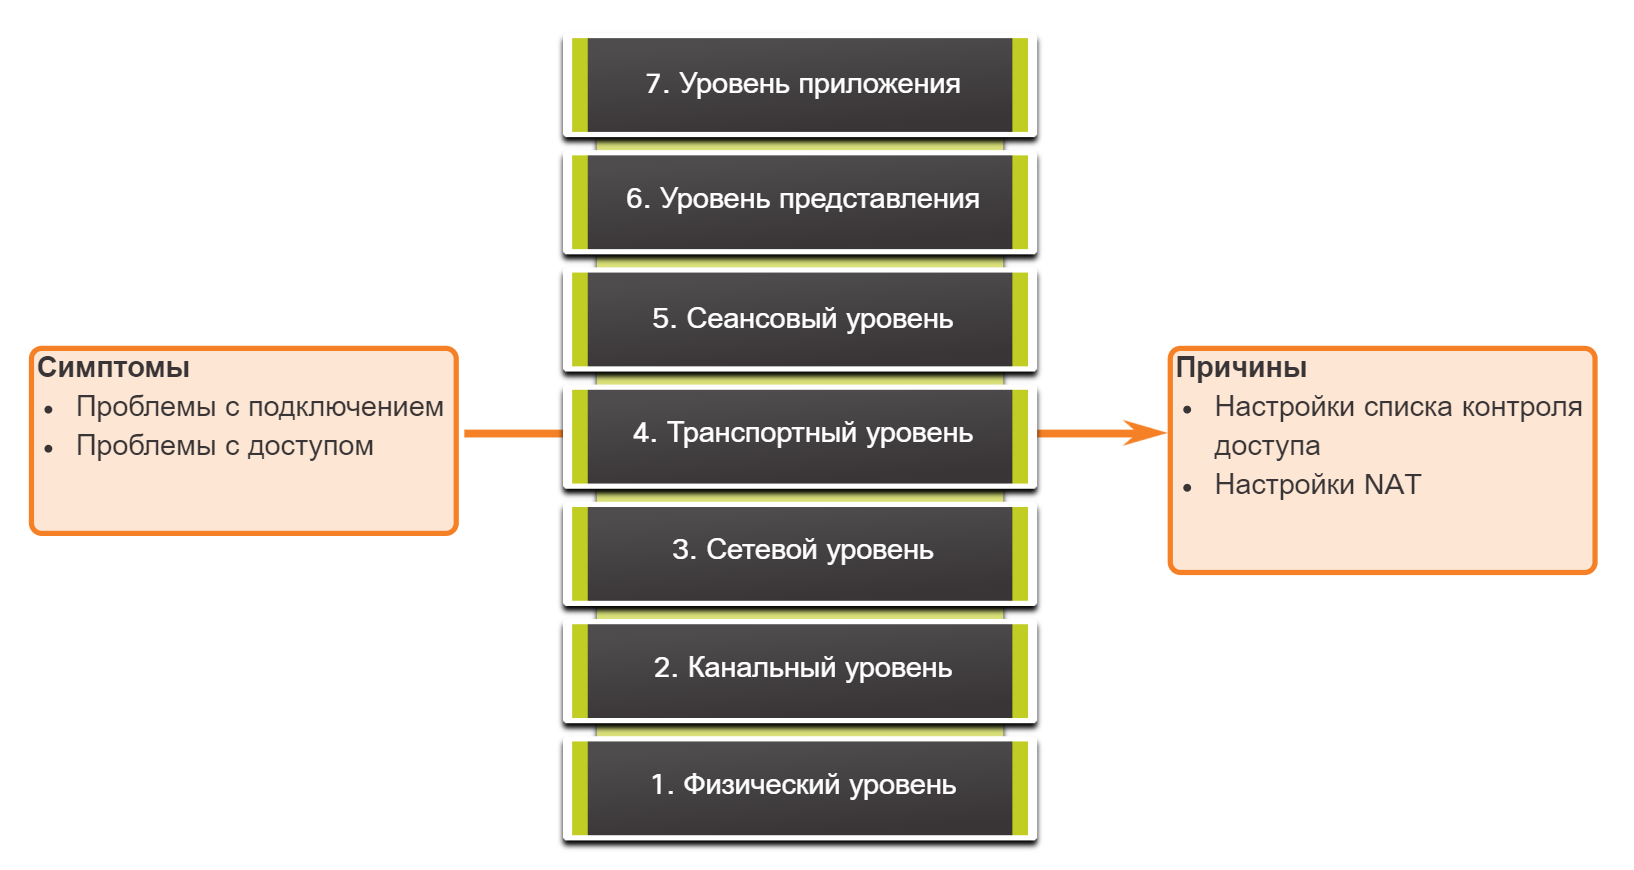 7. Уровень приложения
6. Уровень представления
5. Сеансовый уровень
Симптомы
• Проблемы с подключением
• Проблемы с доступом
4. Транспортный уровень
Причины
• Настройки списка контроля
доступа
• Настройки NAT
3. Сетевой уровень
2. Канальный уровень
1. Физический уровень